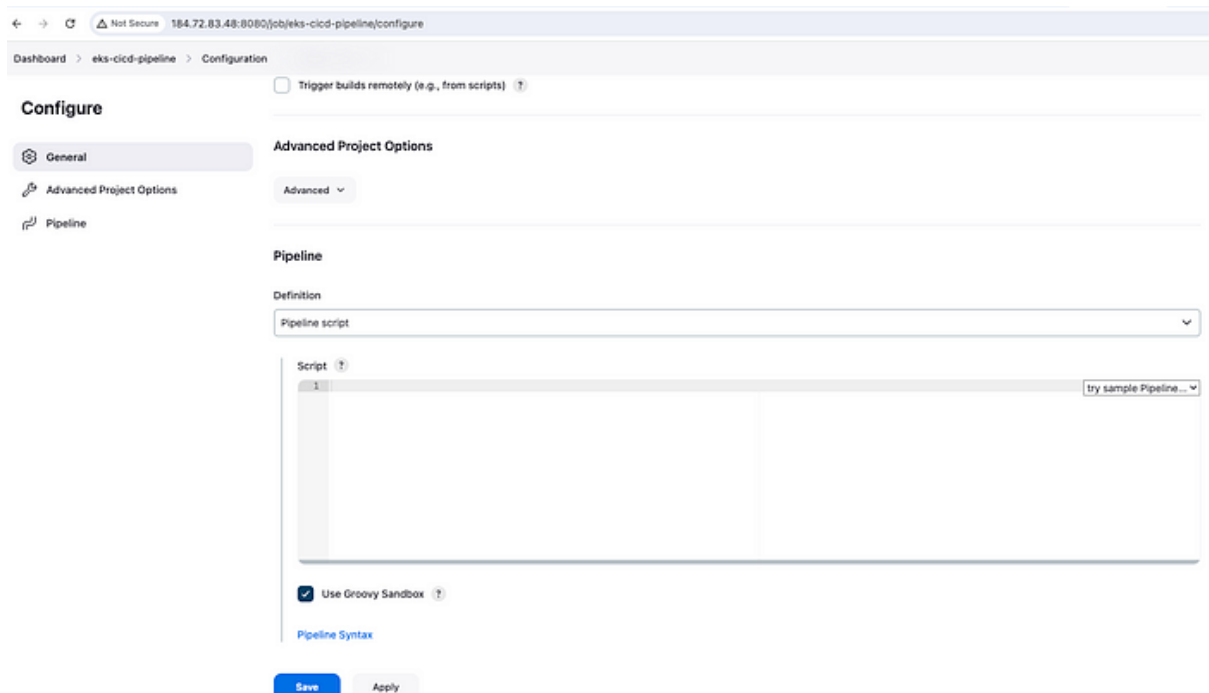 Not Secure 184.72.83.48:8080/job/eks-cicd-pipeline/configure
Dashboard > eks-cicd-pipeline > Configuration
Configure
General
Advanced Project Options
Pipeline
Trigger builds remotely (e.g., from scripts) ?
Advanced Project Options
Advanced
Pipeline
Definition
Pipeline script
Script ?
1
try sample Pipeline...
Use Groovy Sandbox ?
Pipeline Syntax
Save Apply